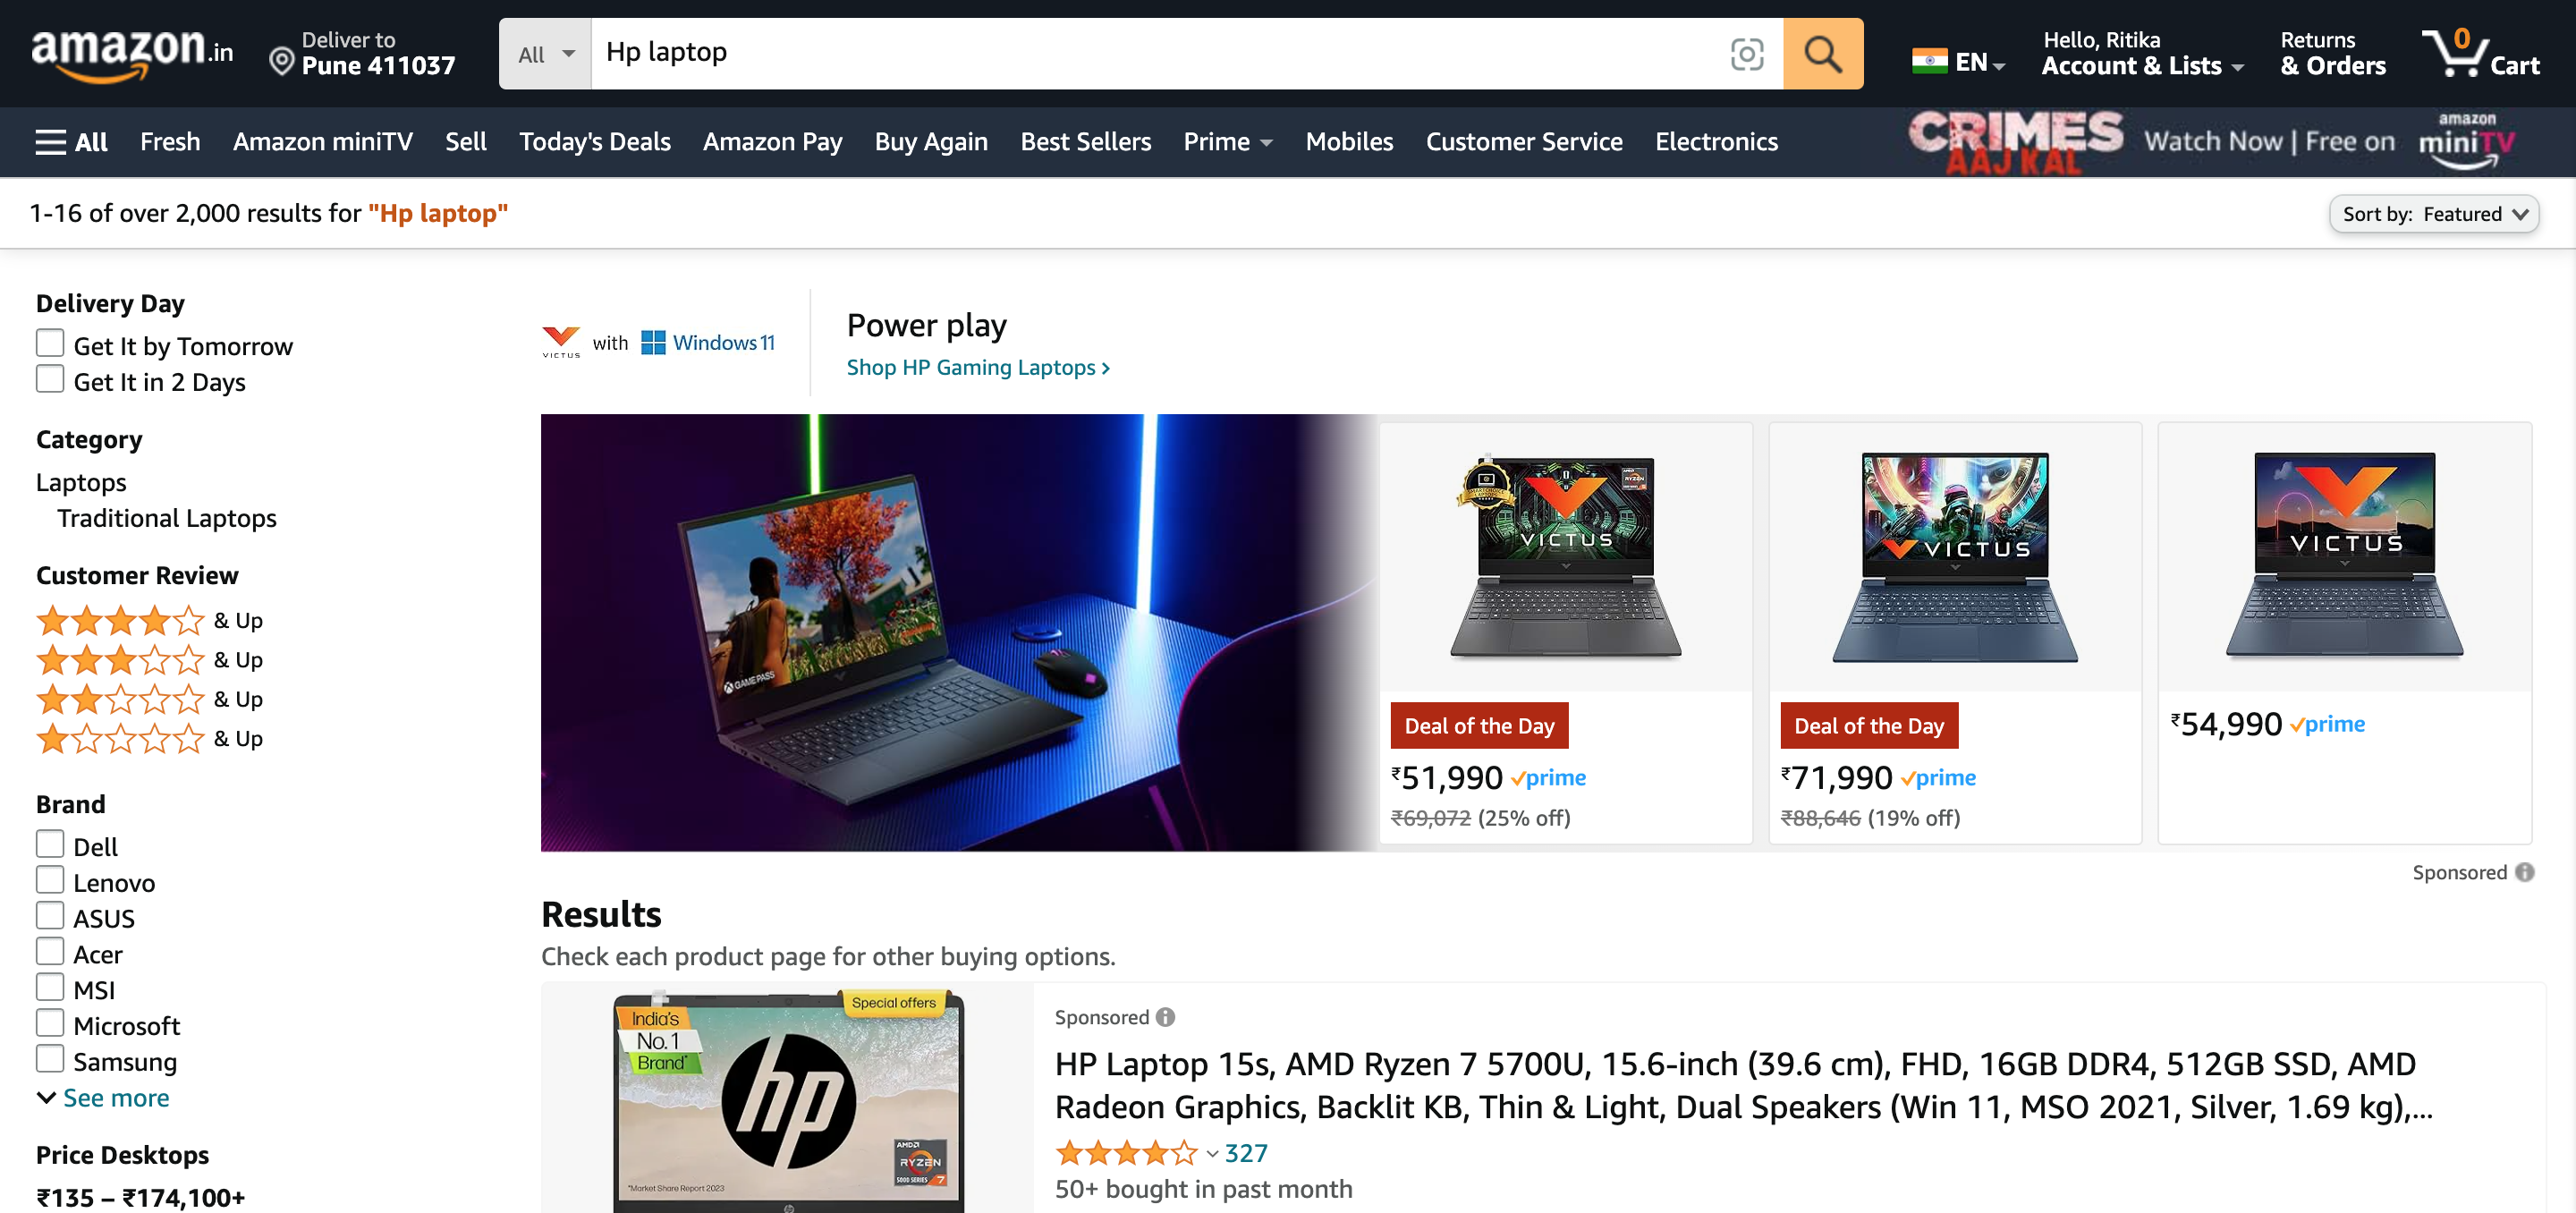 amazon.in
Deliver to
Pune 411037
All
Hp laptop
EN
Hello, Ritika
Account & Lists
Returns
& Orders
0
Cart
All
Fresh
Amazon miniTV
Sell
Today's Deals
Amazon Pay
Buy Again
Best Sellers
Prime
Mobiles
Customer Service
Electronics
CRIMES
AAJ KAL
Watch Now | Free on
amazon
miniTV
1-16 of over 2,000 results for "Hp laptop"
Sort by: Featured
Delivery Day
Get It by Tomorrow
Get It in 2 Days
Category
Laptops
Traditional Laptops
Customer Review
& Up
& Up
& Up
& Up
Brand
Dell
Lenovo
ASUS
Acer
MSI
Microsoft
Samsung
See more
Price Desktops
₹135 – ₹174,100+
VICTUS
with
Windows 11
Power play
Shop HP Gaming Laptops ›
GAME PASS
VICTUS
Deal of the Day
₹51,990 prime
₹69,072 (25% off)
VICTUS
Deal of the Day
₹71,990 prime
₹88,646 (19% off)
VICTUS
₹54,990 prime
Sponsored
Results
Check each product page for other buying options.
Special offers
India's
No.1
Brand*
hp
AMD
RYZEN
5000 SERIES 7
*Market Share Report 2023
Sponsored
HP Laptop 15s, AMD Ryzen 7 5700U, 15.6-inch (39.6 cm), FHD, 16GB DDR4, 512GB SSD, AMD
Radeon Graphics, Backlit KB, Thin & Light, Dual Speakers (Win 11, MSO 2021, Silver, 1.69 kg),...
327
50+ bought in past month